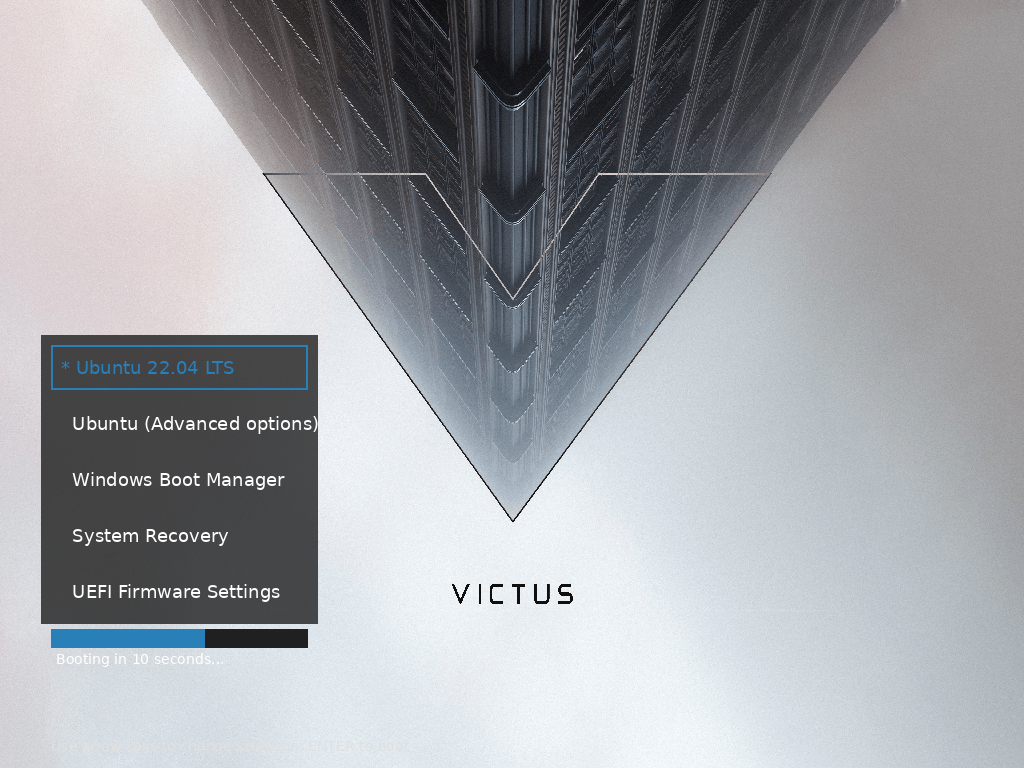 * Ubuntu 22.04 LTS
Ubuntu (Advanced options)
Windows Boot Manager
System Recovery
UEFI Firmware Settings
VICTUS
Booting in 10 seconds...